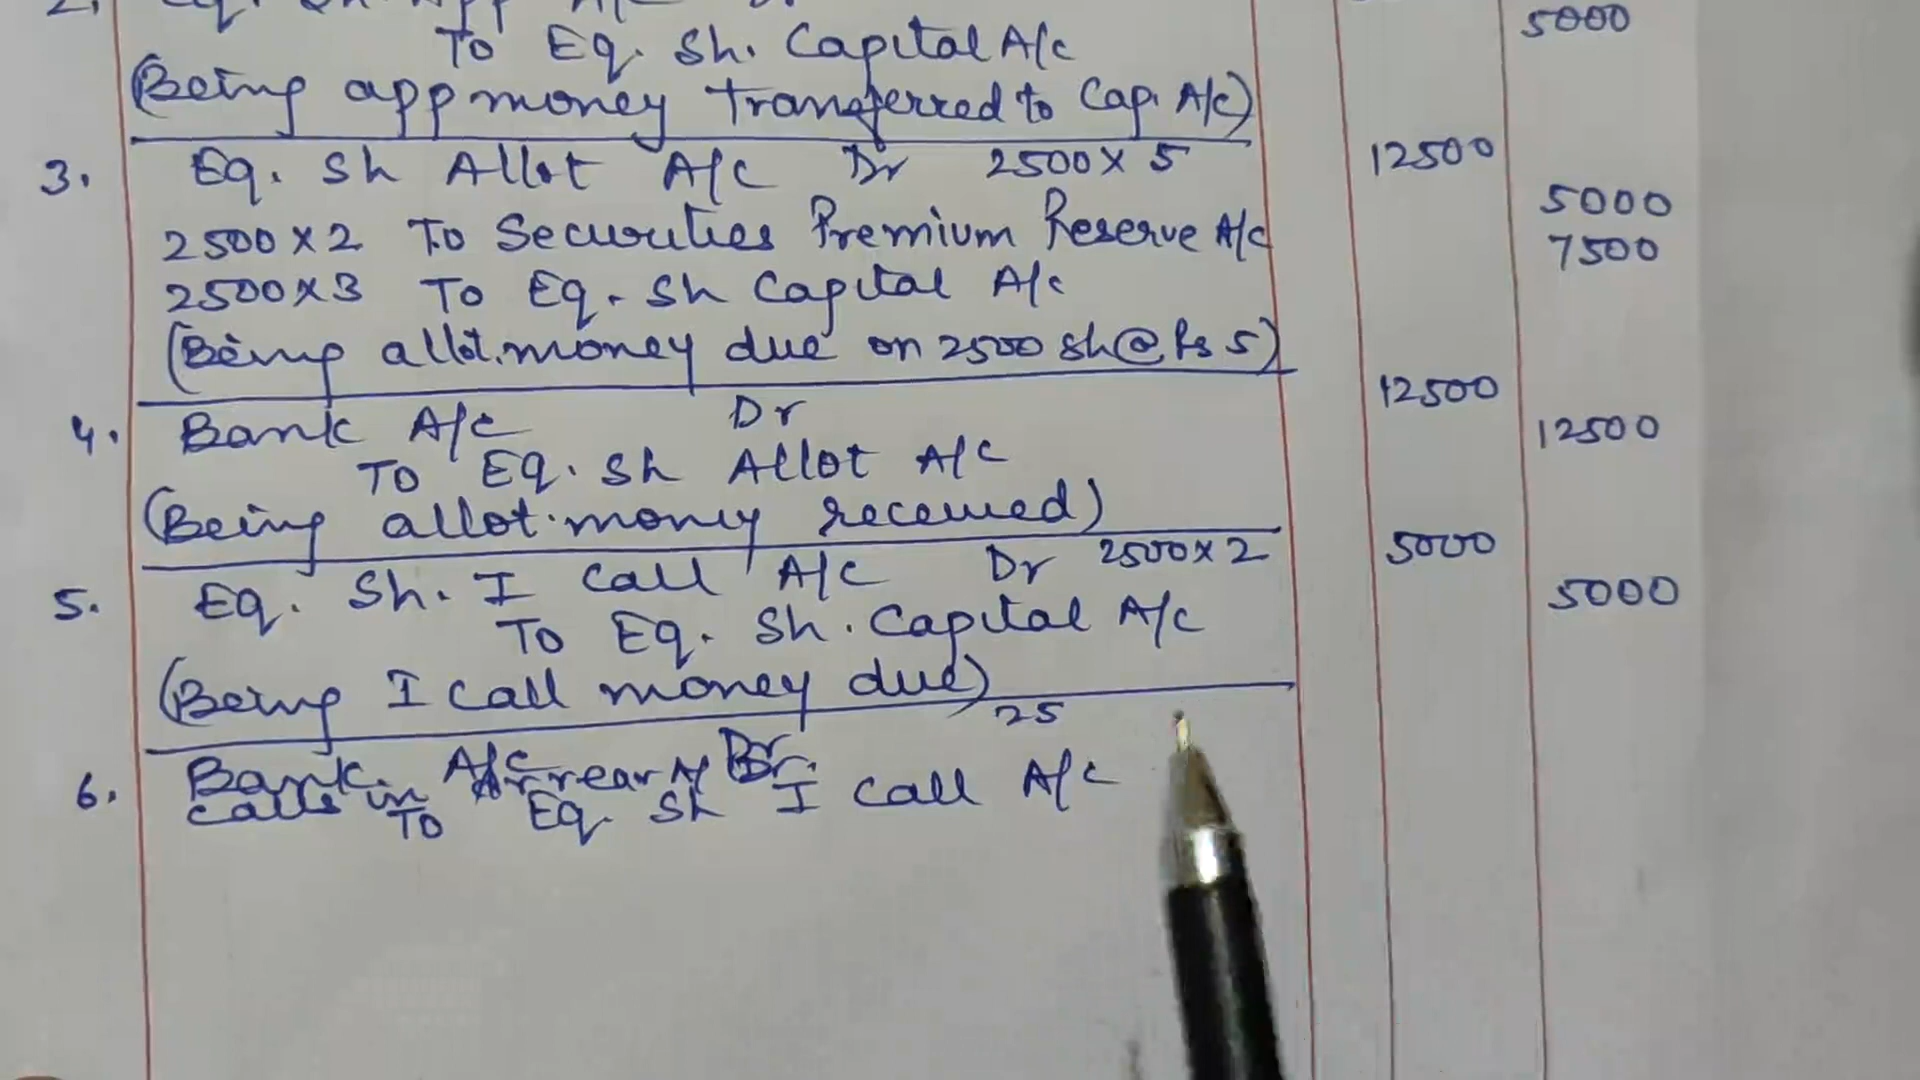 To Eq. Sh. Capital A/c 5000
(Being app money transferred to Cap. A/c)
3. Eq. Sh Allot A/c Dr 2500 x 5 12500
2500 x 2 To Securities Premium Reserve A/c 5000
2500 x 3 To Eq. Sh Capital A/c 7500
(Being allot. money due on 2500 sh @ Rs 5)
4. Bank A/c Dr 12500
To Eq. Sh Allot A/c 12500
(Being allot. money received)
5. Eq. Sh. I Call A/c Dr 2500 x 2 5000
To Eq. Sh. Capital A/c 5000
(Being I call money due)
25
6. Bank A/c Dr.
Calls in Arrear A/c Dr.
To Eq. Sh I Call A/c